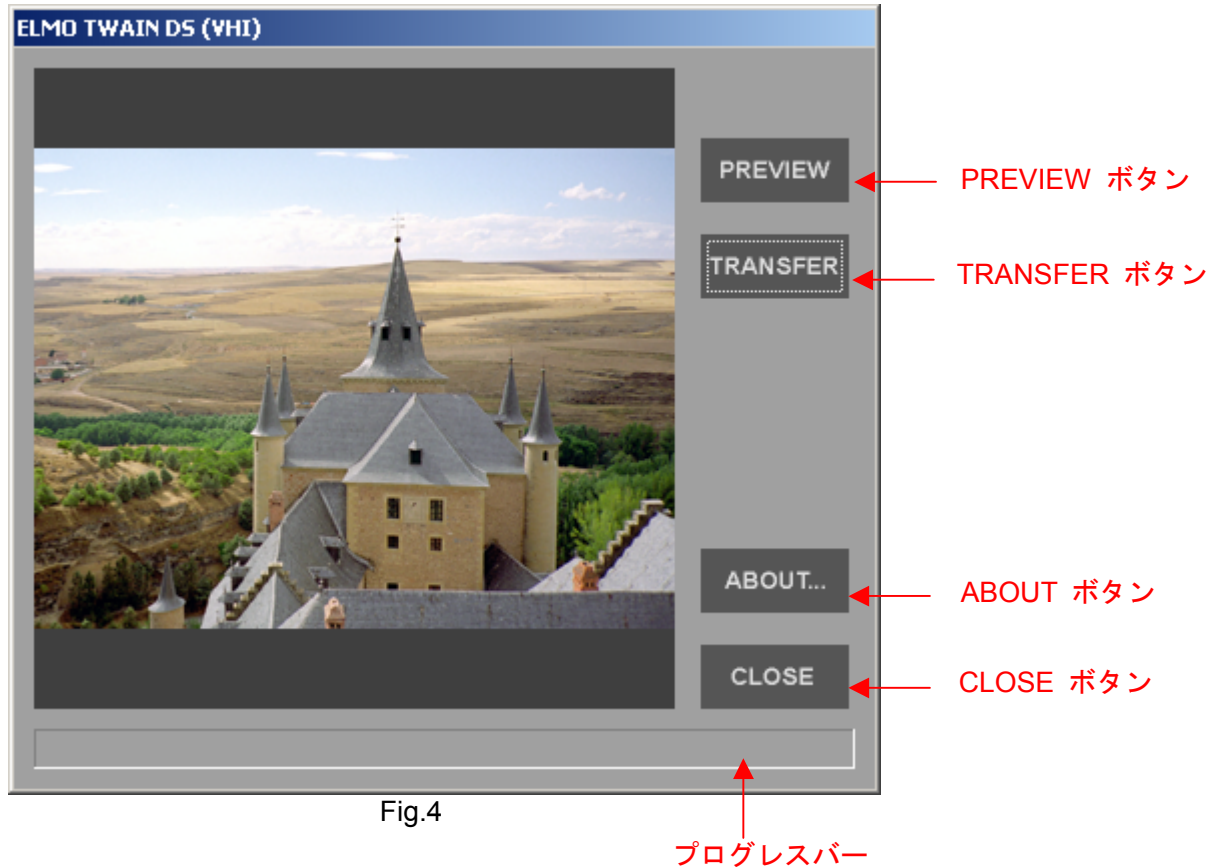 ELMO TWAIN DS (VHI)
PREVIEW
PREVIEW ボタン
TRANSFER
TRANSFER ボタン
ABOUT...
ABOUT ボタン
CLOSE
CLOSE ボタン
Fig.4
プログレスバー